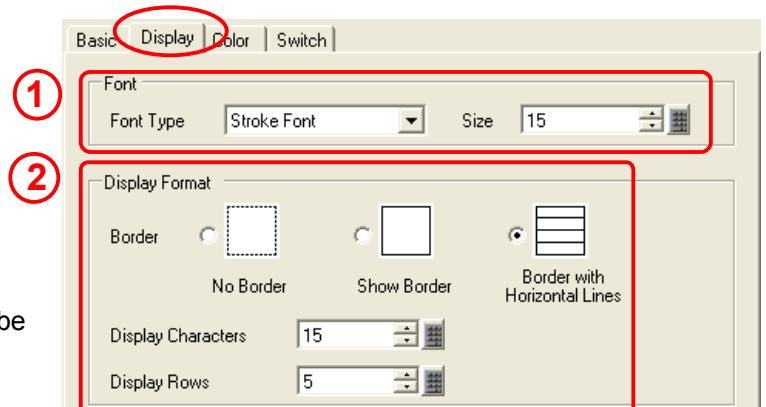 Basic Display Color Switch
1
Font
Font Type Stroke Font Size 15
2
Display Format
Border
No Border Show Border Border with
Horizontal Lines
be
Display Characters 15
Display Rows 5